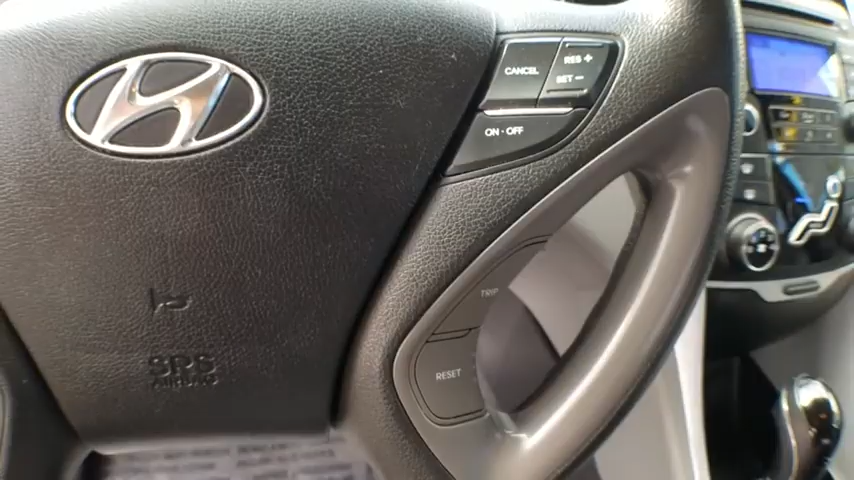 CANCEL
RES +
SET −
ON · OFF
TRIP
RESET
SRS
AIRBAG